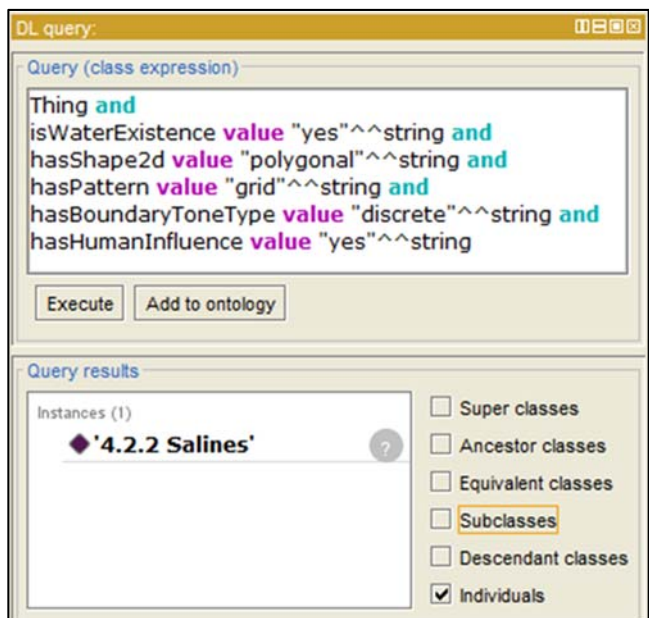 DL query:
Query (class expression)
Thing and
isWaterExistence value "yes"^^string and
hasShape2d value "polygonal"^^string and
hasPattern value "grid"^^string and
hasBoundaryToneType value "discrete"^^string and
hasHumanInfluence value "yes"^^string
Execute Add to ontology
Query results
Instances (1)
'4.2.2 Salines' ?
Super classes
Ancestor classes
Equivalent classes
Subclasses
Descendant classes
Individuals